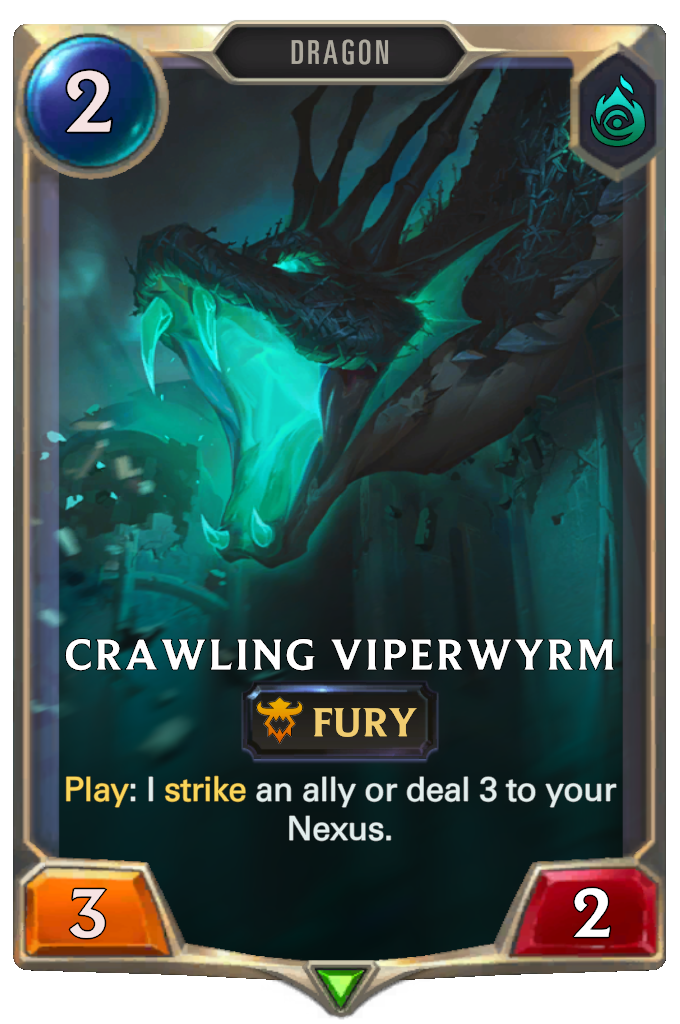 DRAGON
2
CRAWLING VIPERWYRM
FURY
Play: I strike an ally or deal 3 to your
Nexus.
3
2